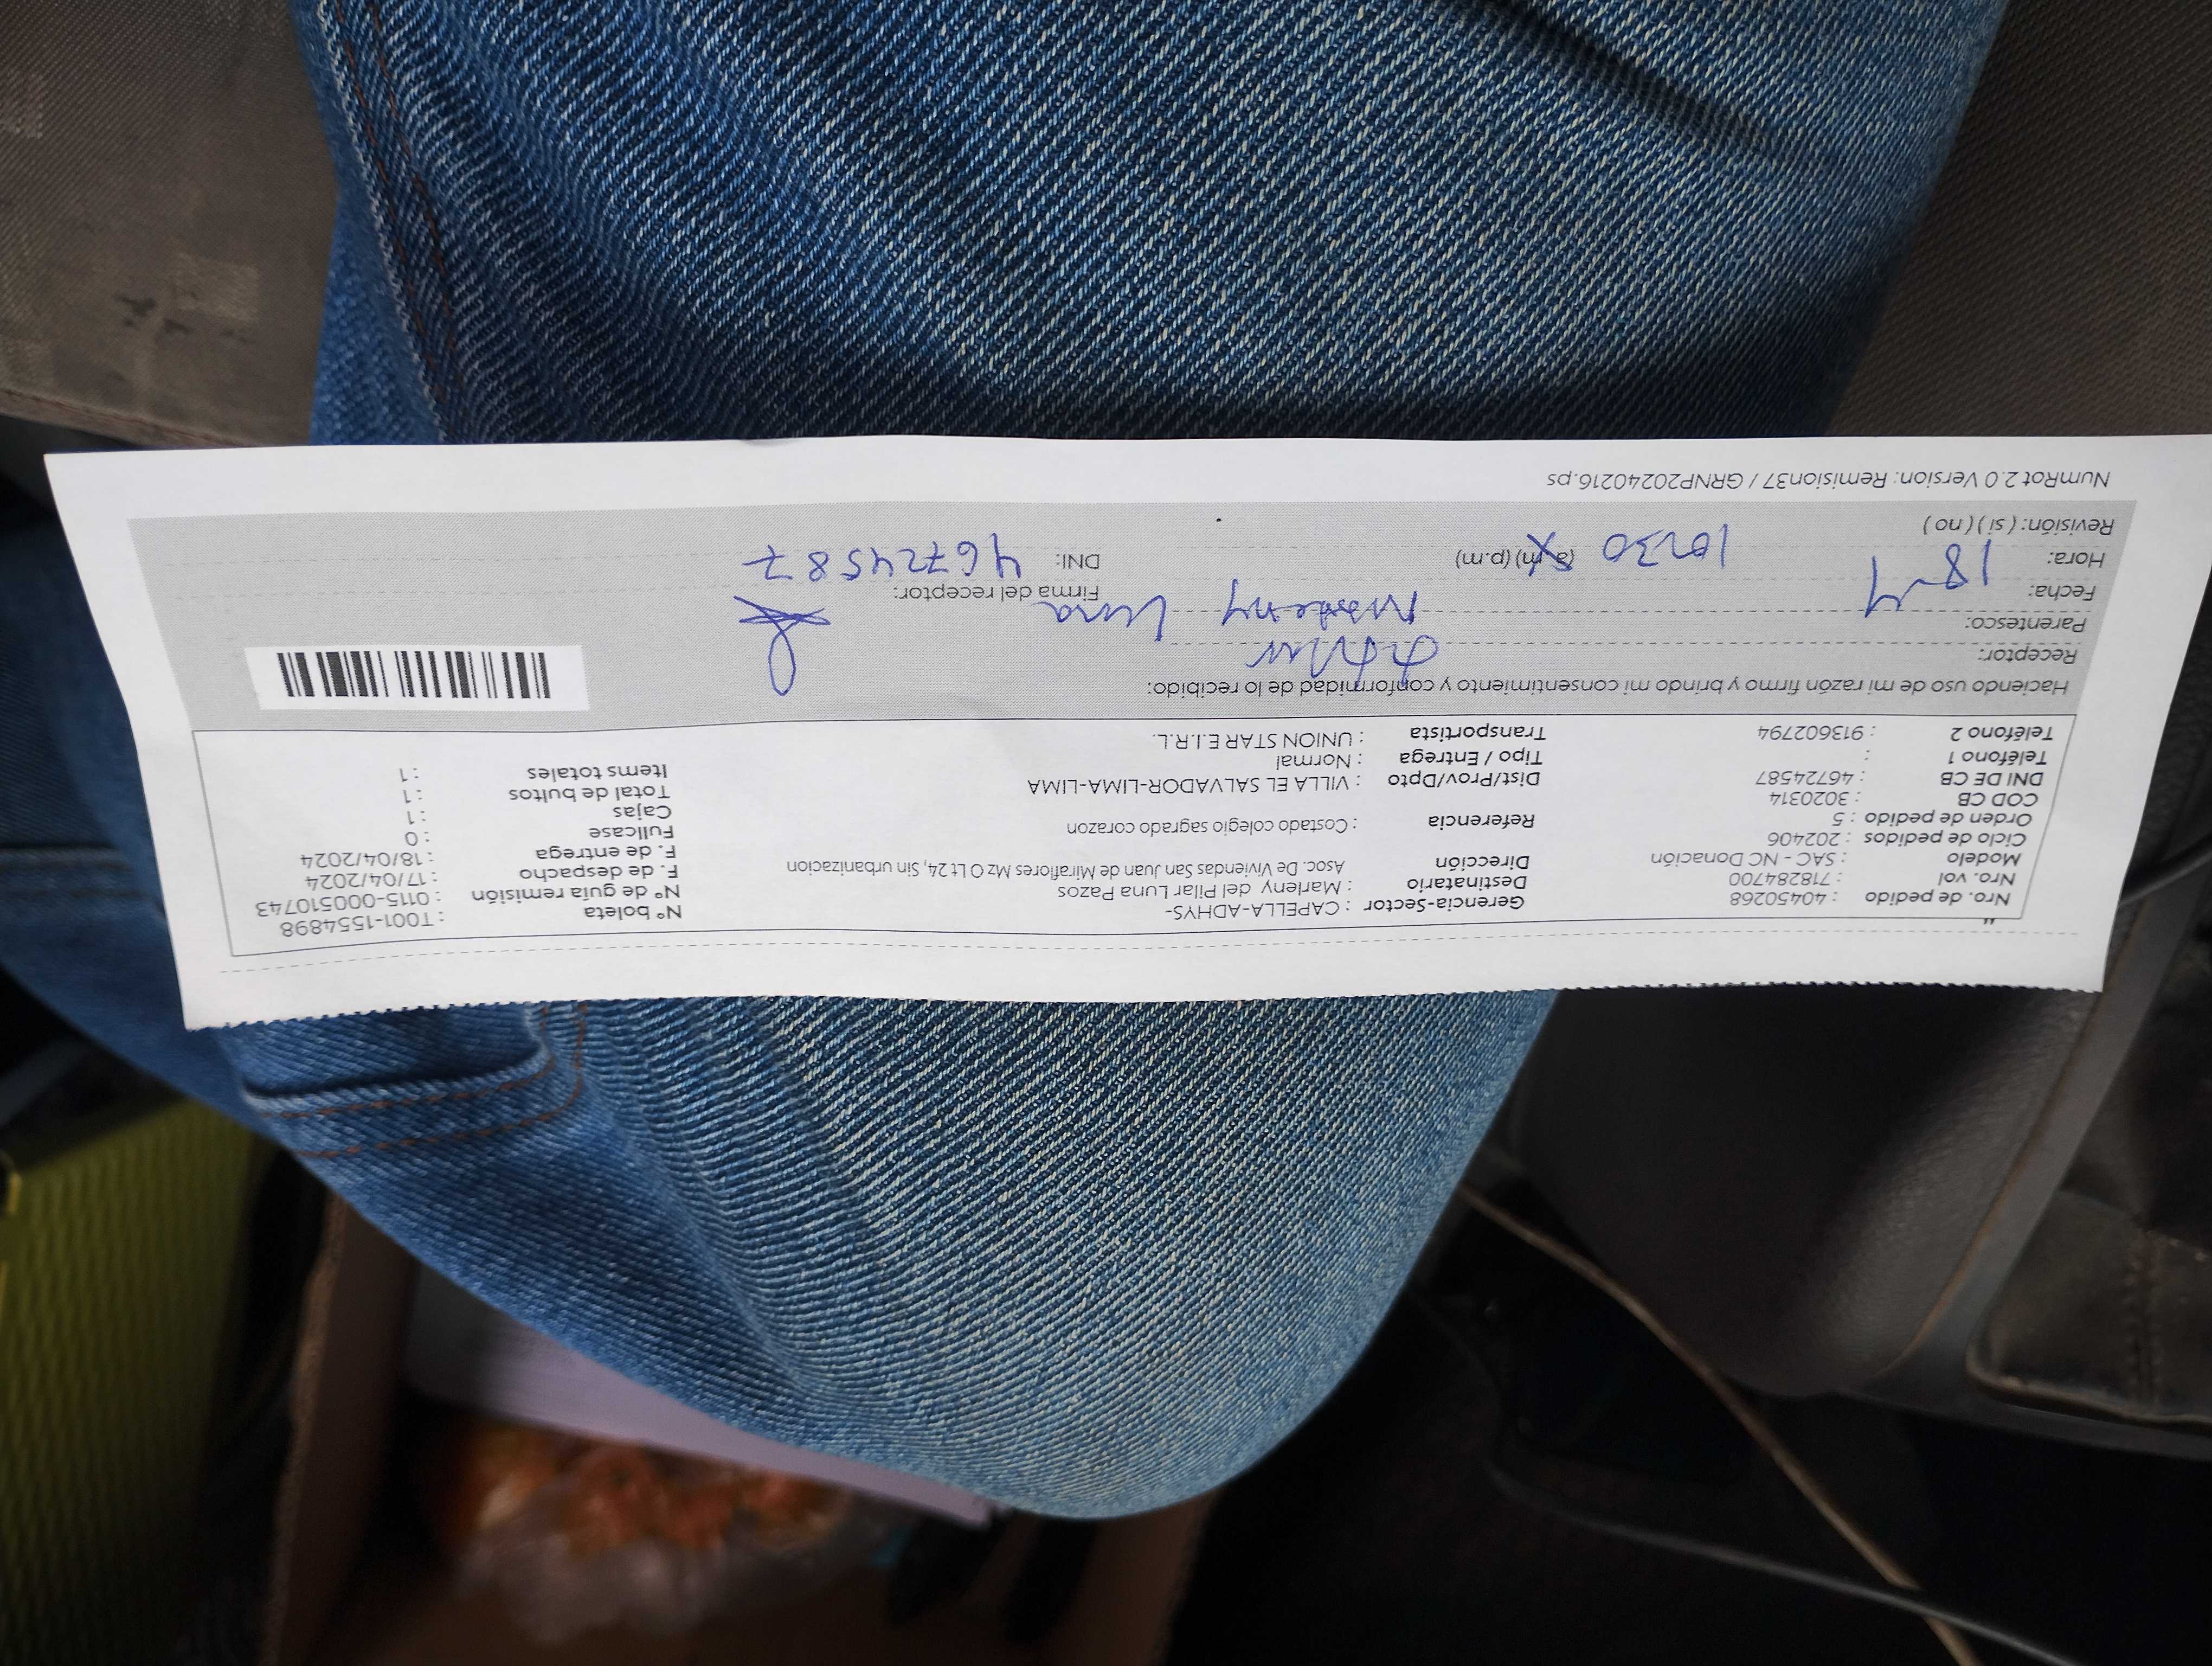 Nro. de pedido : 40450268 Gerencia-Sector : CAPELLA-ADHYS- N° boleta : T001-1554898
Nro. vol : 718284700 Destinatario : Marleny del Pilar Luna Pazos N° de guía remisión : 0115-000510743
Modelo : SAC - NC Donación Dirección Asoc. De Viviendas San Juan de Miraflores Mz O Lt 24, Sin urbanizacion F. de despacho : 17/04/2024
Ciclo de pedidos : 202406 F. de entrega : 18/04/2024
Orden de pedido : 5 Referencia : Costado colegio sagrado corazon Fullcase : 0
COD CB : 3020314 Cajas : 1
DNI DE CB : 46724587 Dist/Prov/Dpto : VILLA EL SALVADOR-LIMA-LIMA Total de bultos : 1
Teléfono 1 : Tipo / Entrega : Normal Items totales : 1
Teléfono 2 : 913602794 Transportista : UNION STAR E.I.R.L.
Haciendo uso de mi razón firmo y brindo mi consentimiento y conformidad de lo recibido:
Receptor:
Parentesco: Marleny Luna
Fecha: 18-4 Firma del receptor:
Hora: 10:30 (a.m) (p.m) DNI: 46724587
Revisión: ( si ) ( no )
NumRot 2.0 Version: Remision37 / GRNP20240216.ps